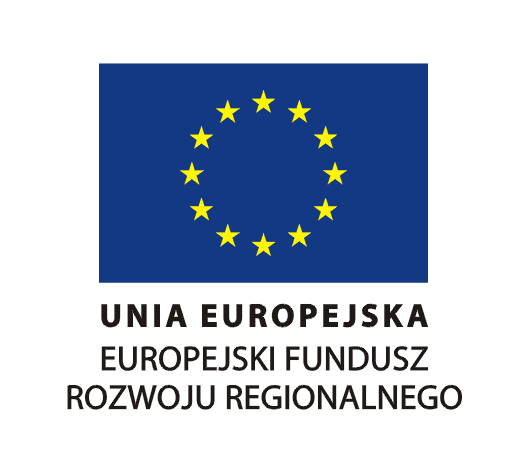 UNIA EUROPEJSKA
EUROPEJSKI FUNDUSZ
ROZWOJU REGIONALNEGO